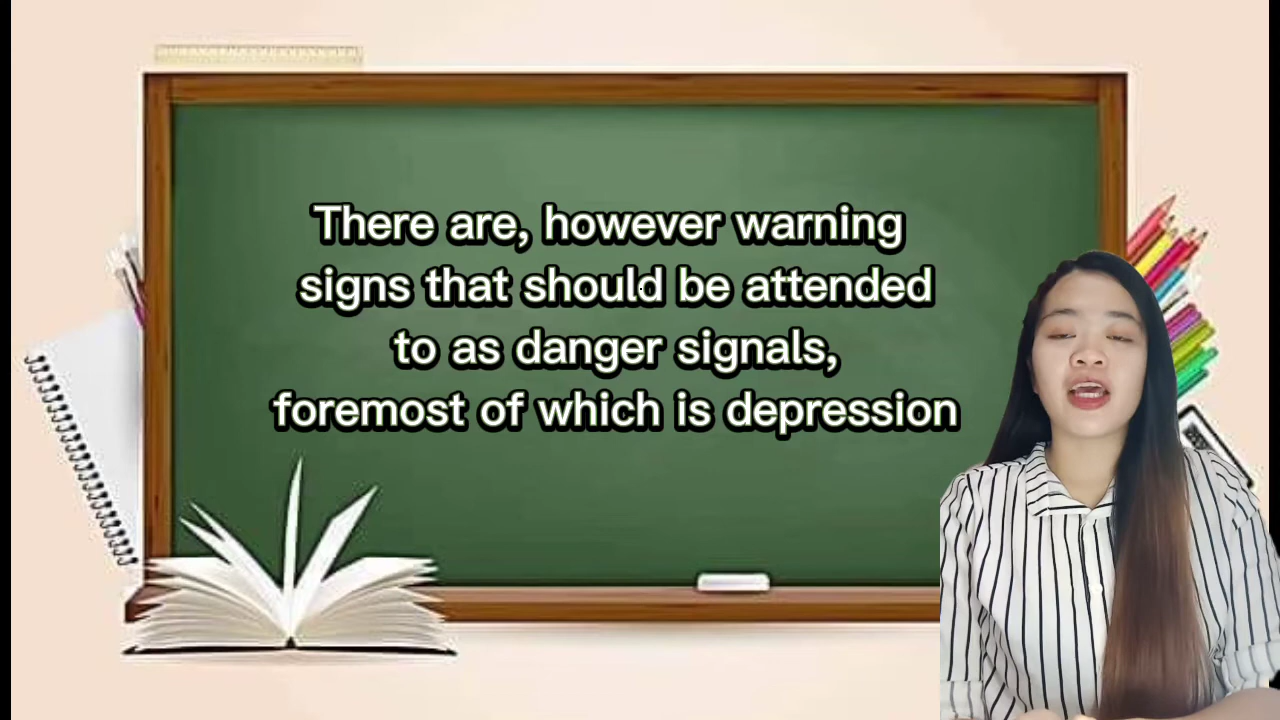 There are, however warning
signs that should be attended
to as danger signals,
foremost of which is depression